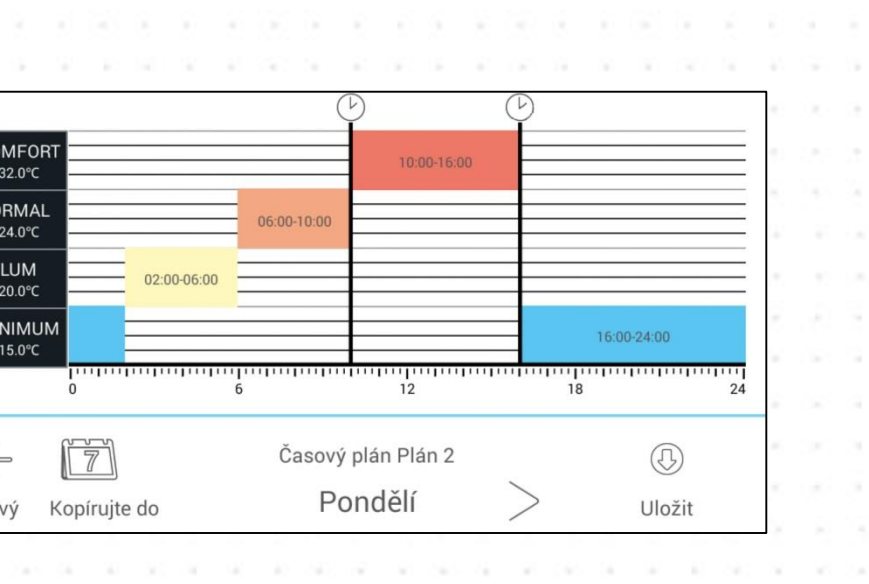 MFORT
32.0°C
10:00-16:00
RMAL
24.0°C
06:00-10:00
LUM
20.0°C
02:00-06:00
NIMUM
15.0°C
16:00-24:00
0 6 12 18 24
7
Časový plán Plán 2
vý Kopírujte do Pondělí Uložit